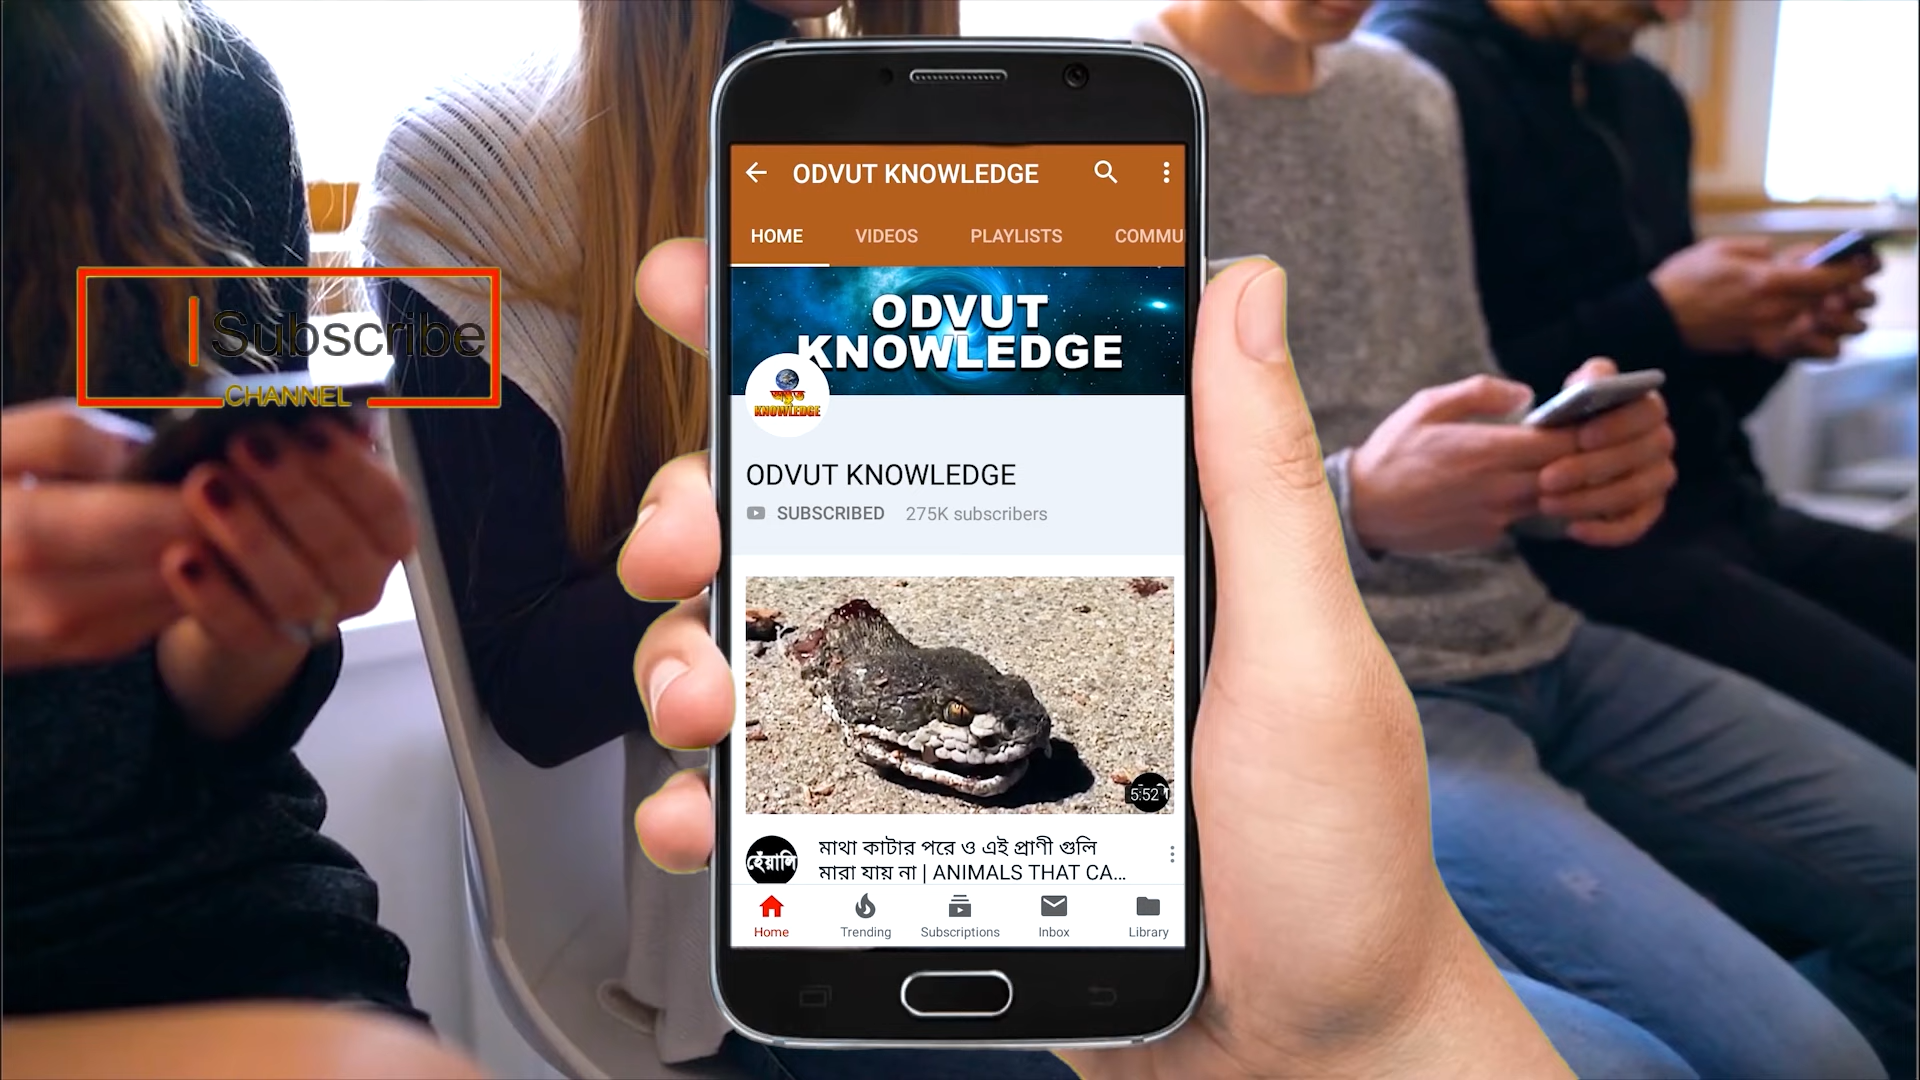 ODVUT KNOWLEDGE
HOME VIDEOS PLAYLISTS COMMU
ODVUT
KNOWLEDGE
অদ্ভুত
KNOWLEDGE
Subscribe
CHANNEL
ODVUT KNOWLEDGE
SUBSCRIBED 275K subscribers
5:52
হেঁয়ালি
মাথা কাটার পরে ও এই প্রাণী গুলি
মারা যায় না | ANIMALS THAT CA...
Home Trending Subscriptions Inbox Library